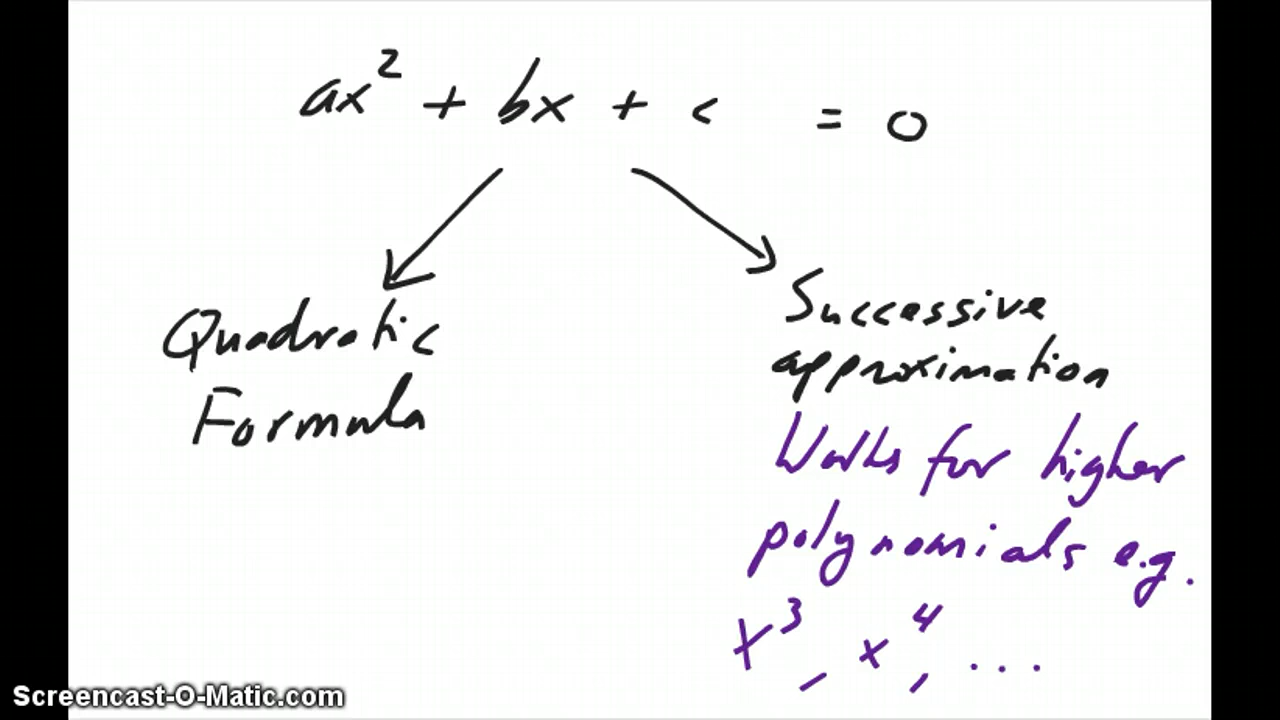 ax² + bx + c = 0
Quadratic
Formula
Successive
approximation
Works for higher
polynomials e.g.
x³, x⁴, ...
Screencast-O-Matic.com